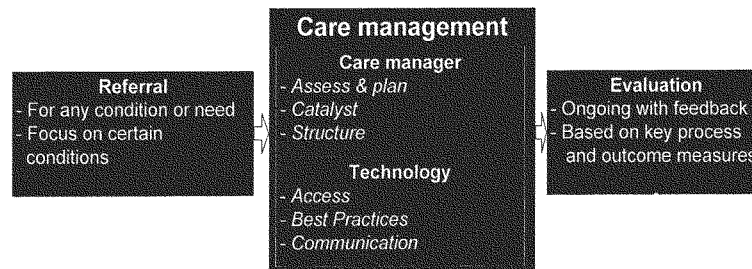 Referral
- For any condition or need
- Focus on certain
conditions
Care management
Care manager
- Assess & plan
- Catalyst
- Structure
Technology
- Access
- Best Practices
- Communication
Evaluation
- Ongoing with feedback
- Based on key process
and outcome measures